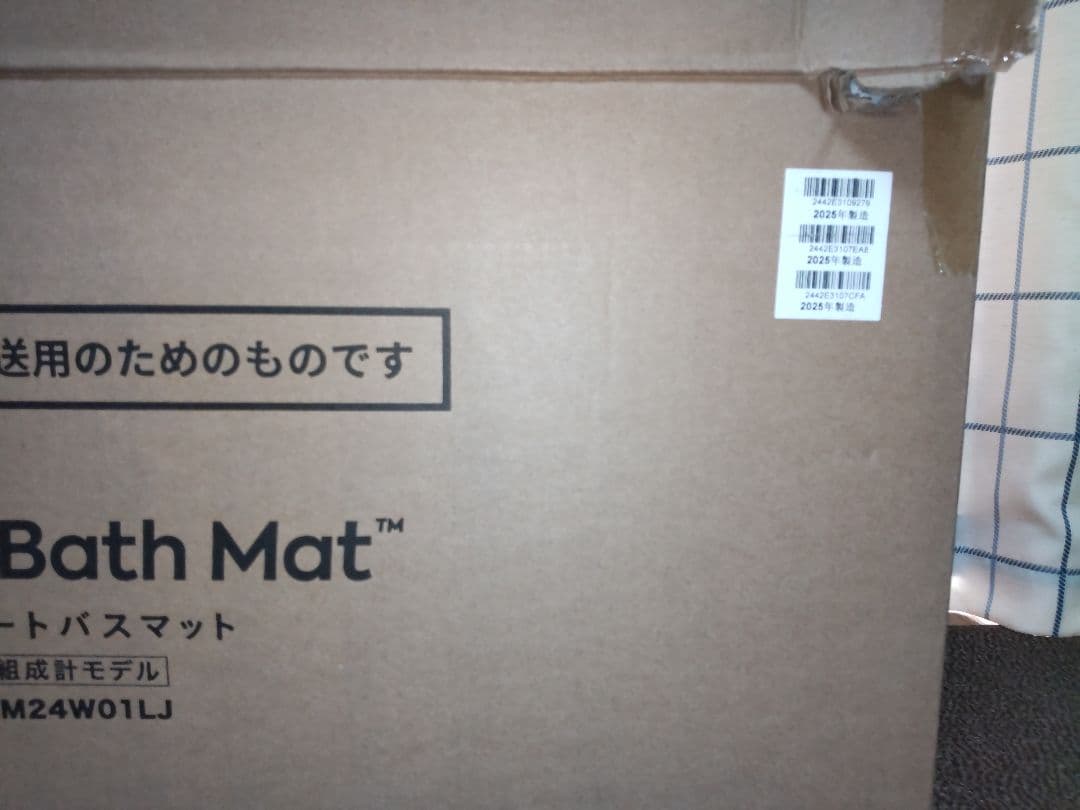 2442E3109279
2025年製造
2442E3107EAE
2025年製造
2442E3107CFA
2025年製造
送用のためのものです
Bath Mat™
ートバスマット
組成計モデル
M24W01LJ